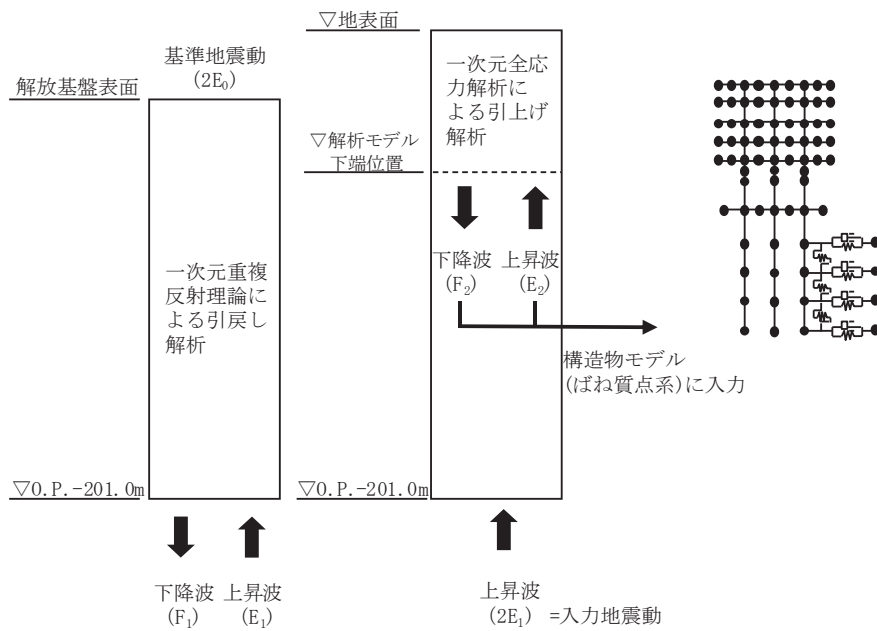 解放基盤表面
基準地震動
(2E₀)
一次元重複
反射理論に
よる引戻し
解析
▽O.P.-201.0m
下降波
(F₁)
上昇波
(E₁)
▽地表面
一次元全応
力解析に
よる引上げ
解析
▽解析モデル
下端位置
下降波
(F₂)
上昇波
(E₂)
構造物モデル
(ばね質点系)に入力
▽O.P.-201.0m
上昇波
(2E₁) =入力地震動